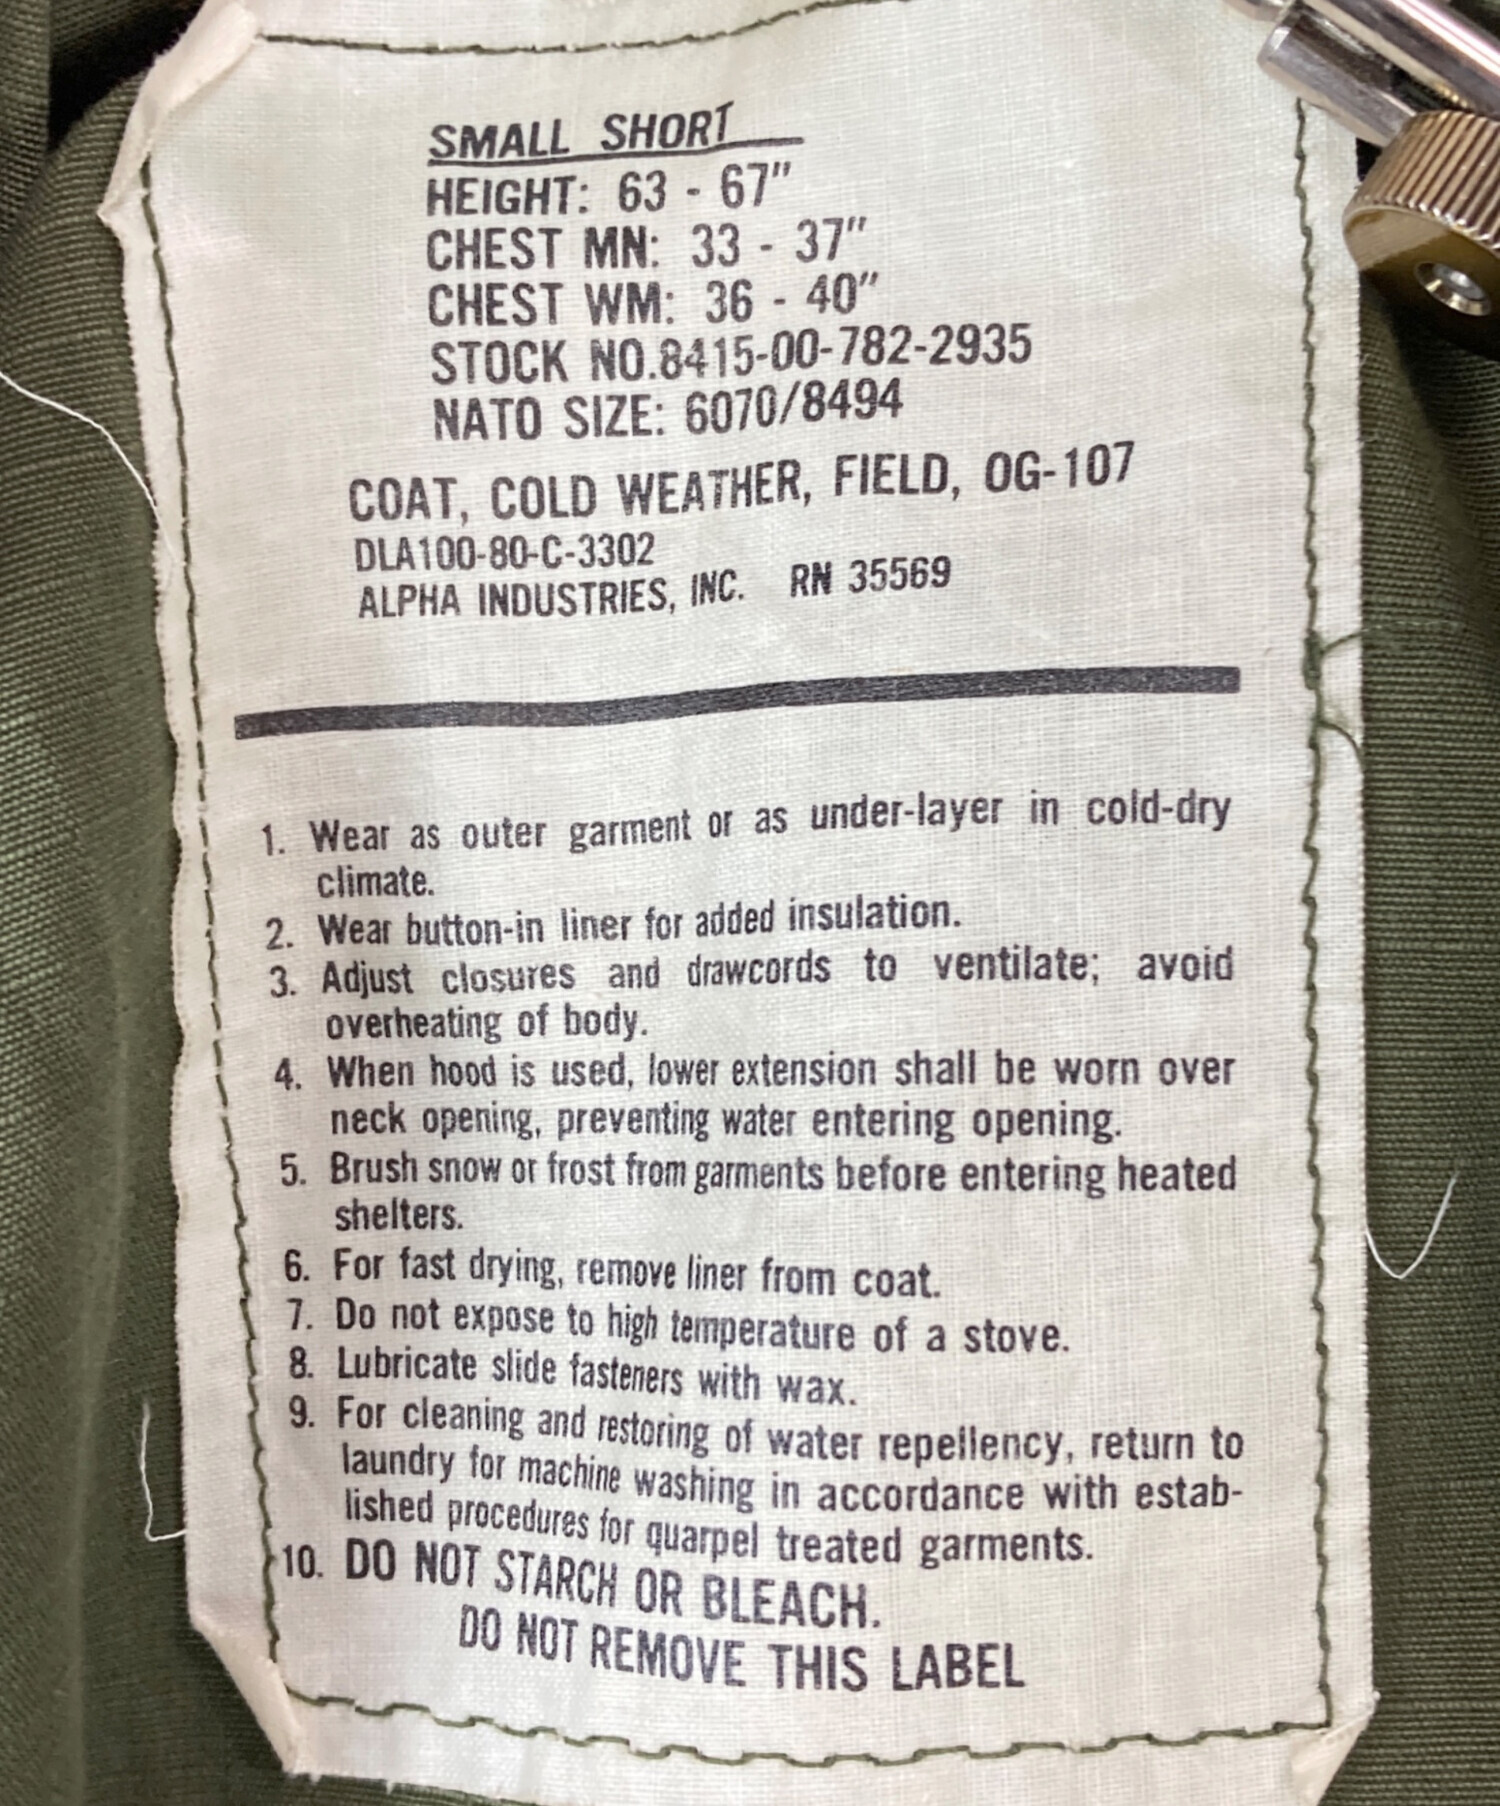 SMALL SHORT
HEIGHT: 63 - 67"
CHEST MN: 33 - 37"
CHEST WM: 36 - 40"
STOCK NO.8415-00-782-2935
NATO SIZE: 6070/8494
COAT, COLD WEATHER, FIELD, OG-107
DLA100-80-C-3302
ALPHA INDUSTRIES, INC. RN 35569
1. Wear as outer garment or as under-layer in cold-dry
climate.
2. Wear button-in liner for added insulation.
3. Adjust closures and drawcords to ventilate; avoid
overheating of body.
4. When hood is used, lower extension shall be worn over
neck opening, preventing water entering opening.
5. Brush snow or frost from garments before entering heated
shelters.
6. For fast drying, remove liner from coat.
7. Do not expose to high temperature of a stove.
8. Lubricate slide fasteners with wax.
9. For cleaning and restoring of water repellency, return to
laundry for machine washing in accordance with estab-
lished procedures for quarpel treated garments.
10. DO NOT STARCH OR BLEACH.
DO NOT REMOVE THIS LABEL